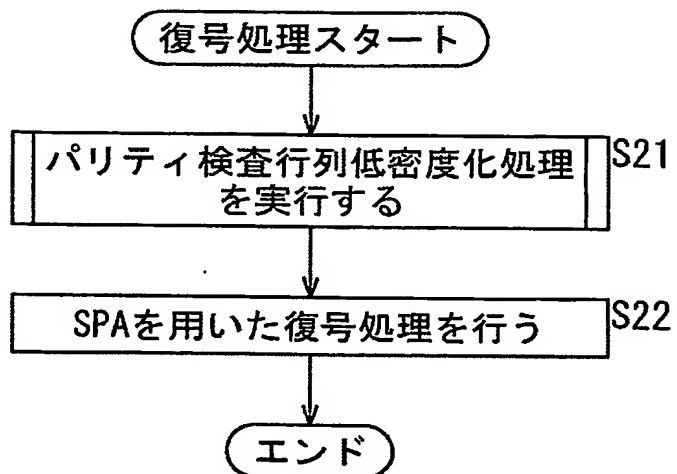 復号処理スタート
パリティ検査行列低密度化処理
を実行する
S21
SPAを用いた復号処理を行う
S22
エンド